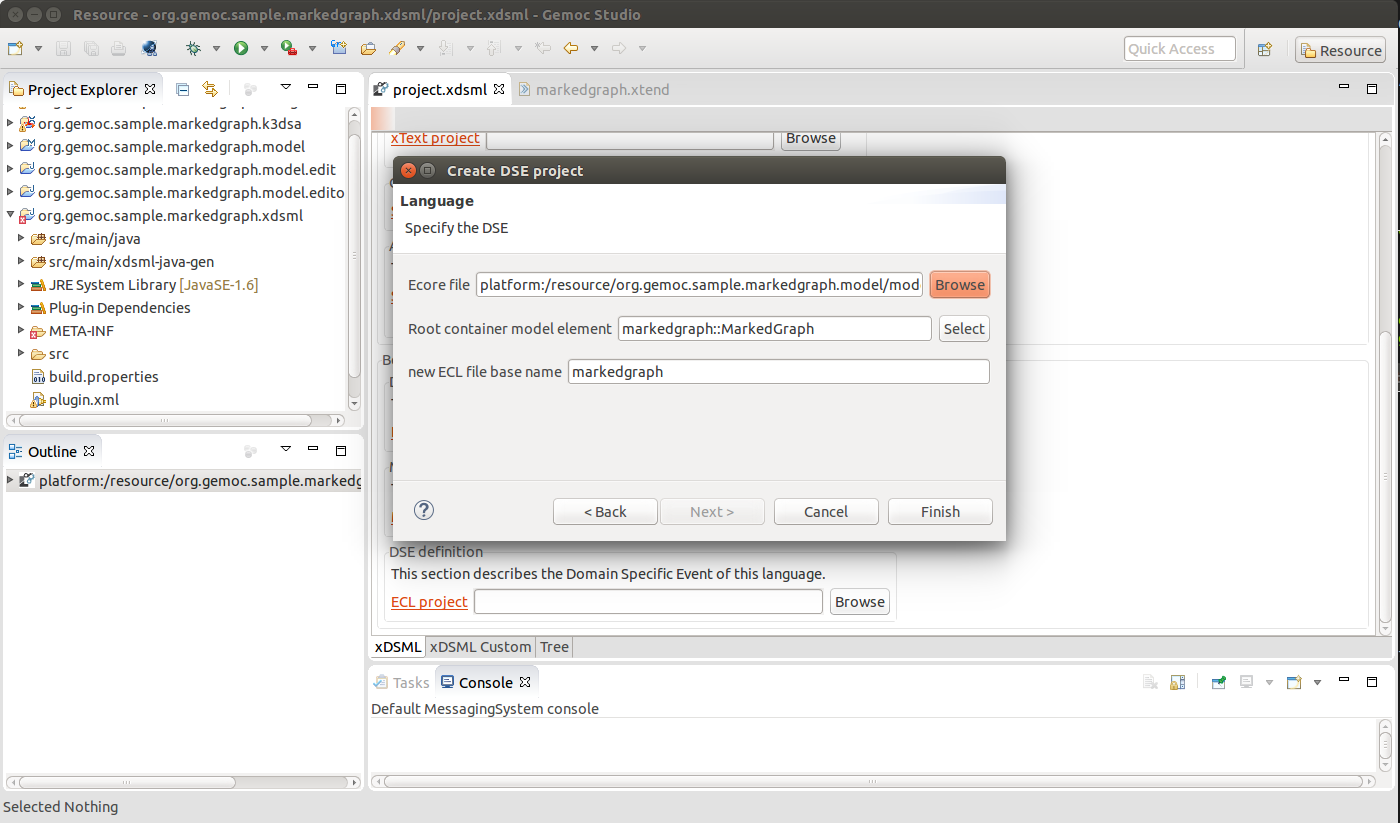 Resource - org.gemoc.sample.markedgraph.xdsml/project.xdsml - Gemoc Studio
Quick Access
Resource
Project Explorer
org.gemoc.sample.markedgraph.k3dsa
org.gemoc.sample.markedgraph.model
org.gemoc.sample.markedgraph.model.edit
org.gemoc.sample.markedgraph.model.edito
org.gemoc.sample.markedgraph.xdsml
src/main/java
src/main/xdsml-java-gen
JRE System Library [JavaSE-1.6]
Plug-in Dependencies
META-INF
src
build.properties
plugin.xml
Outline
platform:/resource/org.gemoc.sample.markedg
project.xdsml
markedgraph.xtend
xText project
Browse
Create DSE project
Language
Specify the DSE
Ecore file platform:/resource/org.gemoc.sample.markedgraph.model/mod Browse
Root container model element markedgraph::MarkedGraph Select
new ECL file base name markedgraph
?
< Back Next > Cancel Finish
DSE definition
This section describes the Domain Specific Event of this language.
ECL project Browse
xDSML xDSML Custom Tree
Tasks Console
Default MessagingSystem console
Selected Nothing